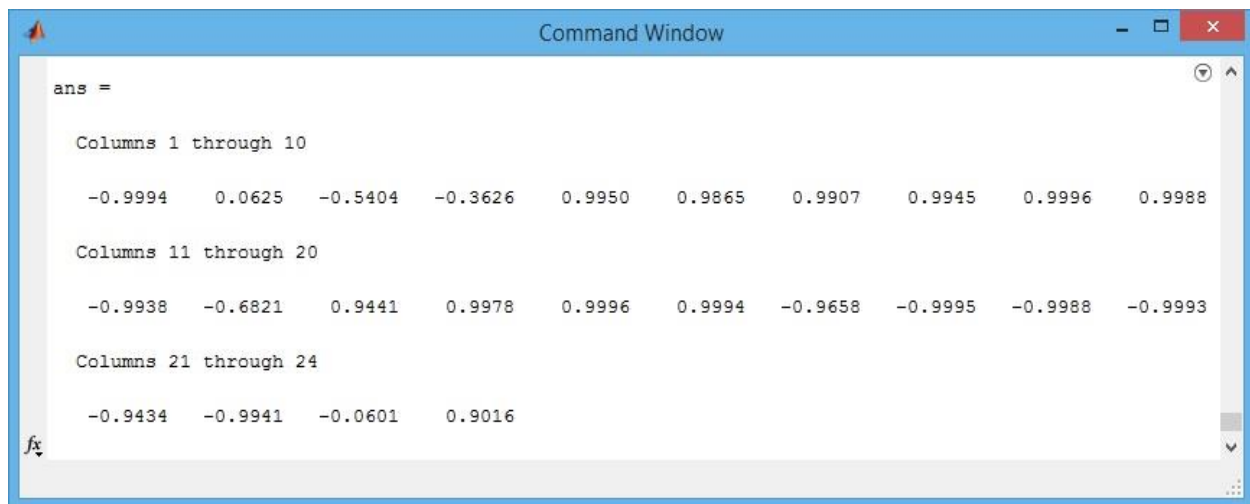 Command Window
ans =
Columns 1 through 10
-0.9994 0.0625 -0.5404 -0.3626 0.9950 0.9865 0.9907 0.9945 0.9996 0.9988
Columns 11 through 20
-0.9938 -0.6821 0.9441 0.9978 0.9996 0.9994 -0.9658 -0.9995 -0.9988 -0.9993
Columns 21 through 24
-0.9434 -0.9941 -0.0601 0.9016
fx